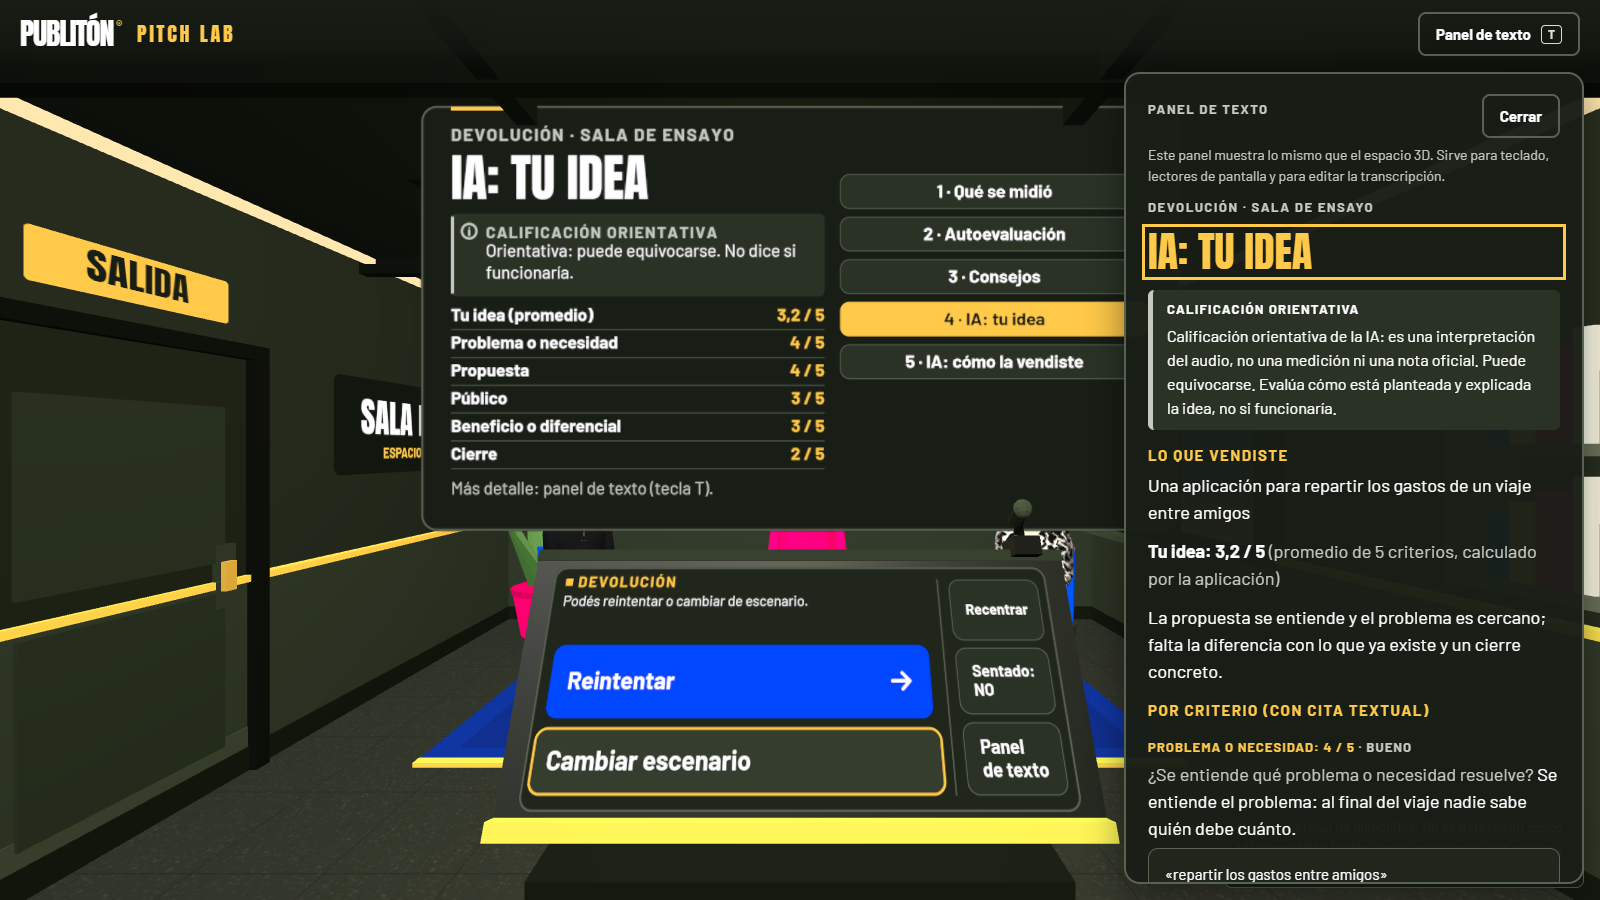 PUBLITÓN PITCH LAB
Panel de texto T
SALIDA
SALA
ESPACIO
DEVOLUCIÓN · SALA DE ENSAYO
IA: TU IDEA
CALIFICACIÓN ORIENTATIVA
Orientativa: puede equivocarse. No dice si
funcionaría.
Tu idea (promedio) 3,2 / 5
Problema o necesidad 4 / 5
Propuesta 4 / 5
Público 3 / 5
Beneficio o diferencial 3 / 5
Cierre 2 / 5
Más detalle: panel de texto (tecla T).
1 · Qué se midió
2 · Autoevaluación
3 · Consejos
4 · IA: tu idea
5 · IA: cómo la vendiste
DEVOLUCIÓN
Podés reintentar o cambiar de escenario.
Reintentar
Cambiar escenario
Recentrar
Sentado:
NO
Panel
de texto
PANEL DE TEXTO
Cerrar
Este panel muestra lo mismo que el espacio 3D. Sirve para teclado,
lectores de pantalla y para editar la transcripción.
DEVOLUCIÓN · SALA DE ENSAYO
IA: TU IDEA
CALIFICACIÓN ORIENTATIVA
Calificación orientativa de la IA: es una interpretación
del audio, no una medición ni una nota oficial. Puede
equivocarse. Evalúa cómo está planteada y explicada
la idea, no si funcionaría.
LO QUE VENDISTE
Una aplicación para repartir los gastos de un viaje
entre amigos
Tu idea: 3,2 / 5 (promedio de 5 criterios, calculado
por la aplicación)
La propuesta se entiende y el problema es cercano;
falta la diferencia con lo que ya existe y un cierre
concreto.
POR CRITERIO (CON CITA TEXTUAL)
PROBLEMA O NECESIDAD: 4 / 5 · BUENO
¿Se entiende qué problema o necesidad resuelve? Se
entiende el problema: al final del viaje nadie sabe
quién debe cuánto.
«repartir los gastos entre amigos»